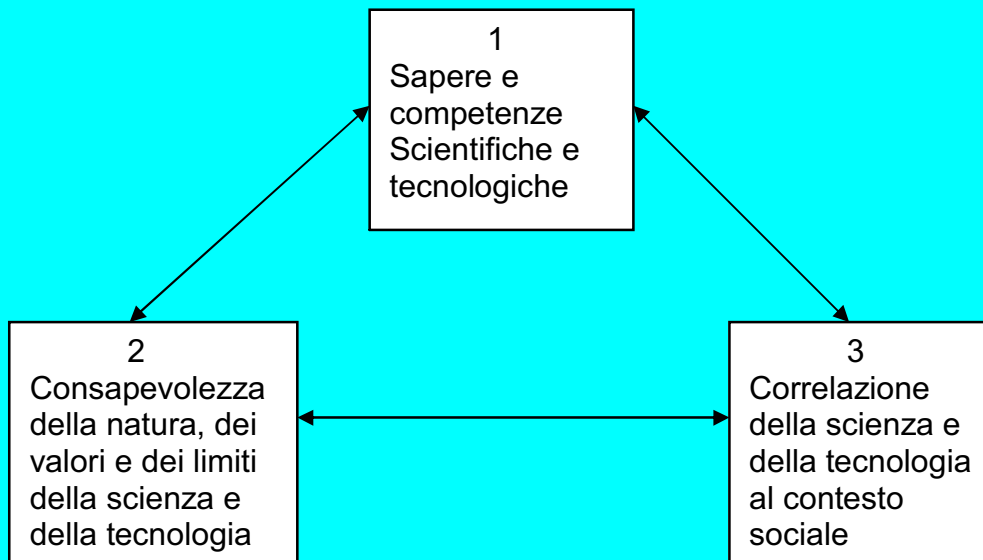 1
Sapere e
competenze
Scientifiche e
tecnologiche
2
Consapevolezza
della natura, dei
valori e dei limiti
della scienza e
della tecnologia
3
Correlazione
della scienza e
della tecnologia
al contesto
sociale